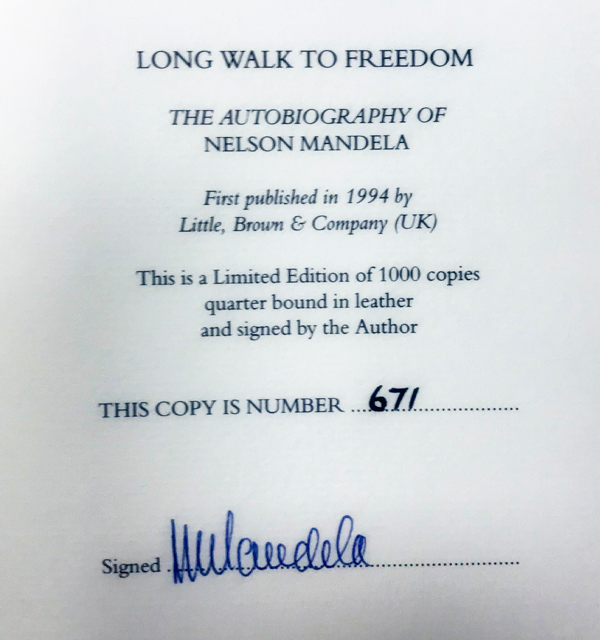 LONG WALK TO FREEDOM
THE AUTOBIOGRAPHY OF
NELSON MANDELA
First published in 1994 by
Little, Brown & Company (UK)
This is a Limited Edition of 1000 copies
quarter bound in leather
and signed by the Author
THIS COPY IS NUMBER ...671..............................
Signed .NMandela..............................